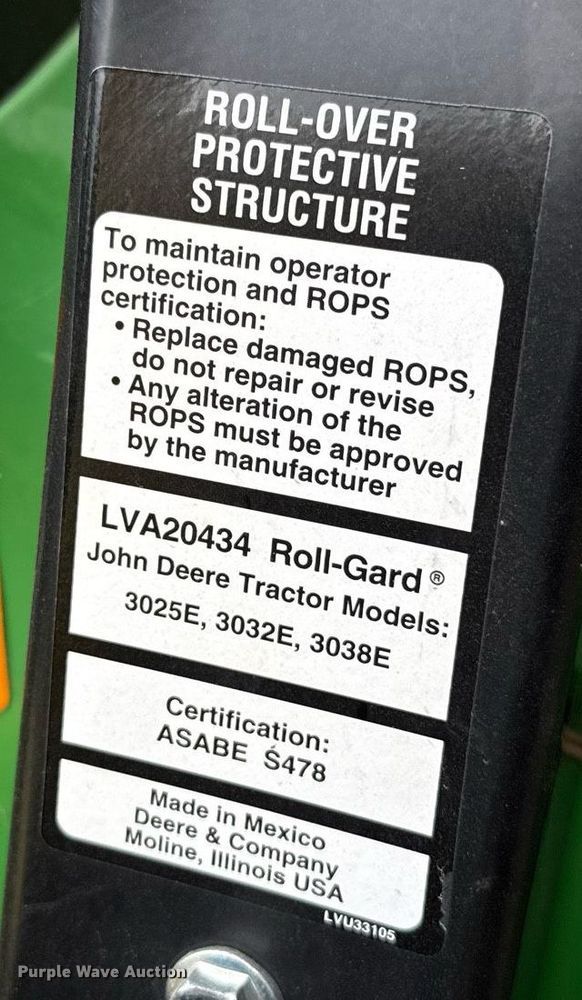 ROLL-OVER
PROTECTIVE
STRUCTURE
To maintain operator
protection and ROPS
certification:
• Replace damaged ROPS,
do not repair or revise
• Any alteration of the
ROPS must be approved
by the manufacturer
LVA20434 Roll-Gard®
John Deere Tractor Models:
3025E, 3032E, 3038E
Certification:
ASABE S478
Made in Mexico
Deere & Company
Moline, Illinois USA
LVU33105
Purple Wave Auction